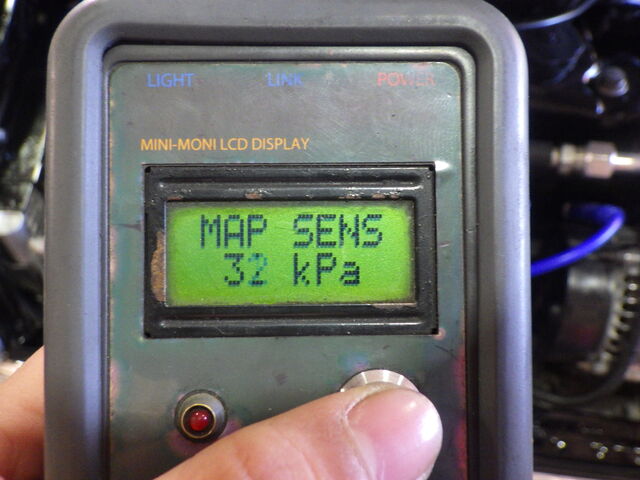 LIGHT LINK POWER
MINI-MONI LCD DISPLAY
MAP SENS
32 kPa